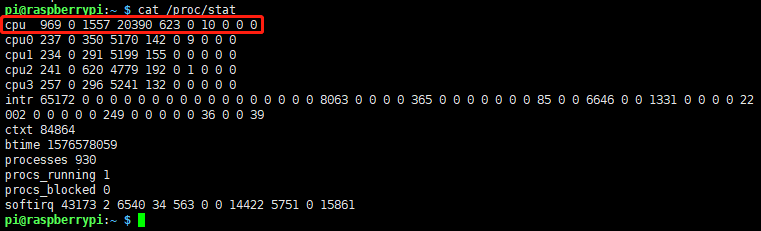 pi@raspberrypi:~ $ cat /proc/stat
cpu  969 0 1557 20390 623 0 10 0 0 0
cpu0 237 0 350 5170 142 0 9 0 0 0
cpu1 234 0 291 5199 155 0 0 0 0 0
cpu2 241 0 620 4779 192 0 1 0 0 0
cpu3 257 0 296 5241 132 0 0 0 0 0
intr 65172 0 0 0 0 0 0 0 0 0 0 0 0 0 0 0 0 0 8063 0 0 0 0 365 0 0 0 0 0 0 0 85 0 0 6646 0 0 1331 0 0 0 0 22
002 0 0 0 0 0 249 0 0 0 0 0 36 0 0 39
ctxt 84864
btime 1576578059
processes 930
procs_running 1
procs_blocked 0
softirq 43173 2 6540 34 563 0 0 14422 5751 0 15861
pi@raspberrypi:~ $